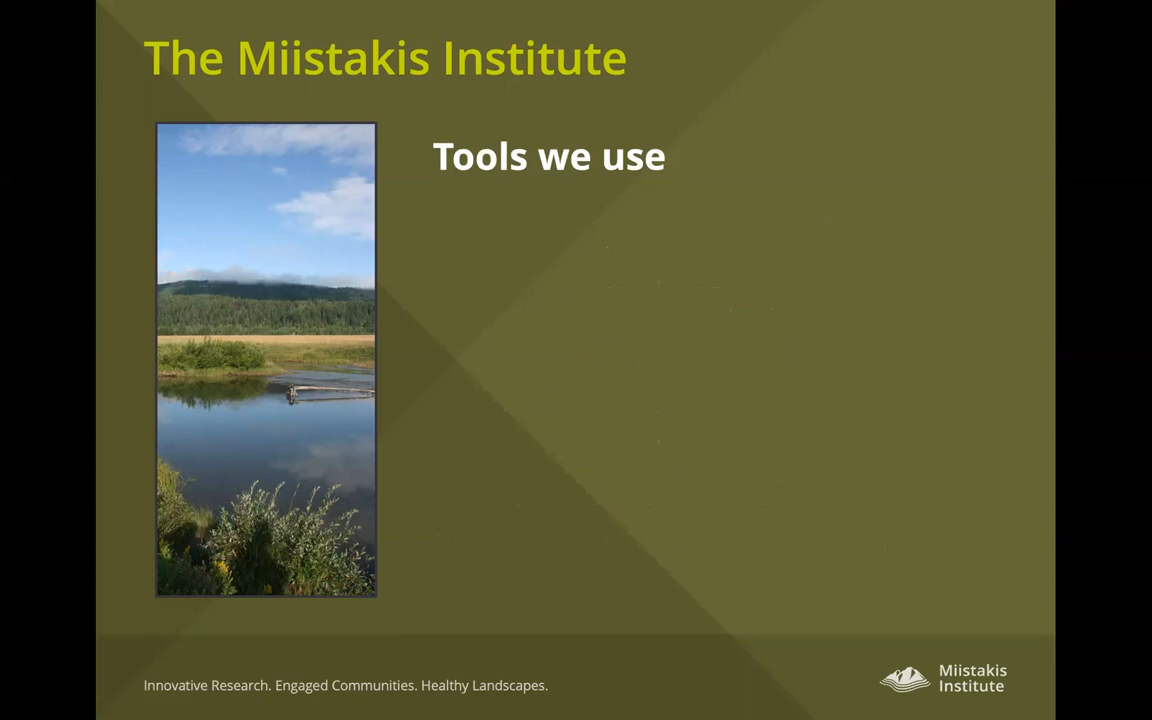 The Miistakis Institute
Tools we use
Innovative Research. Engaged Communities. Healthy Landscapes.
Miistakis
Institute